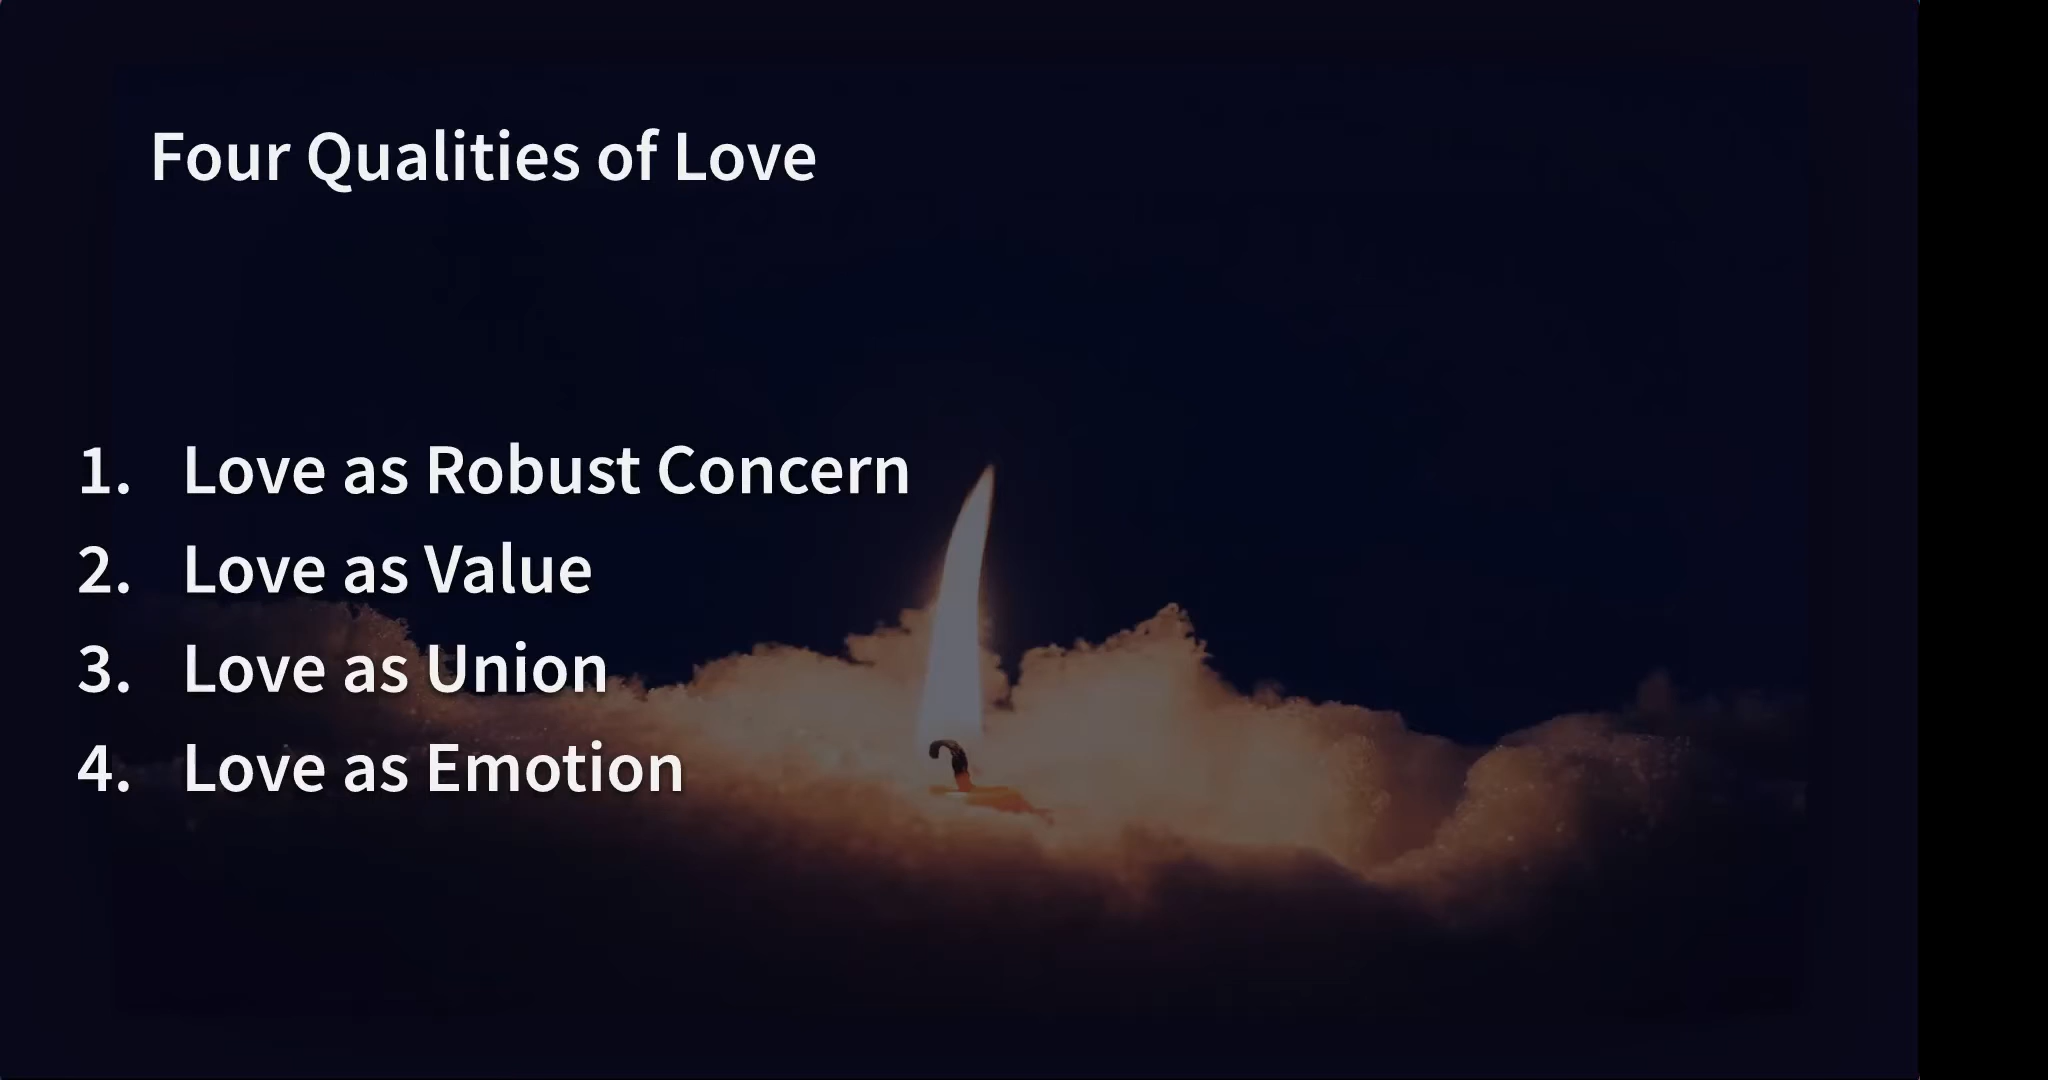 Four Qualities of Love
1. Love as Robust Concern
2. Love as Value
3. Love as Union
4. Love as Emotion